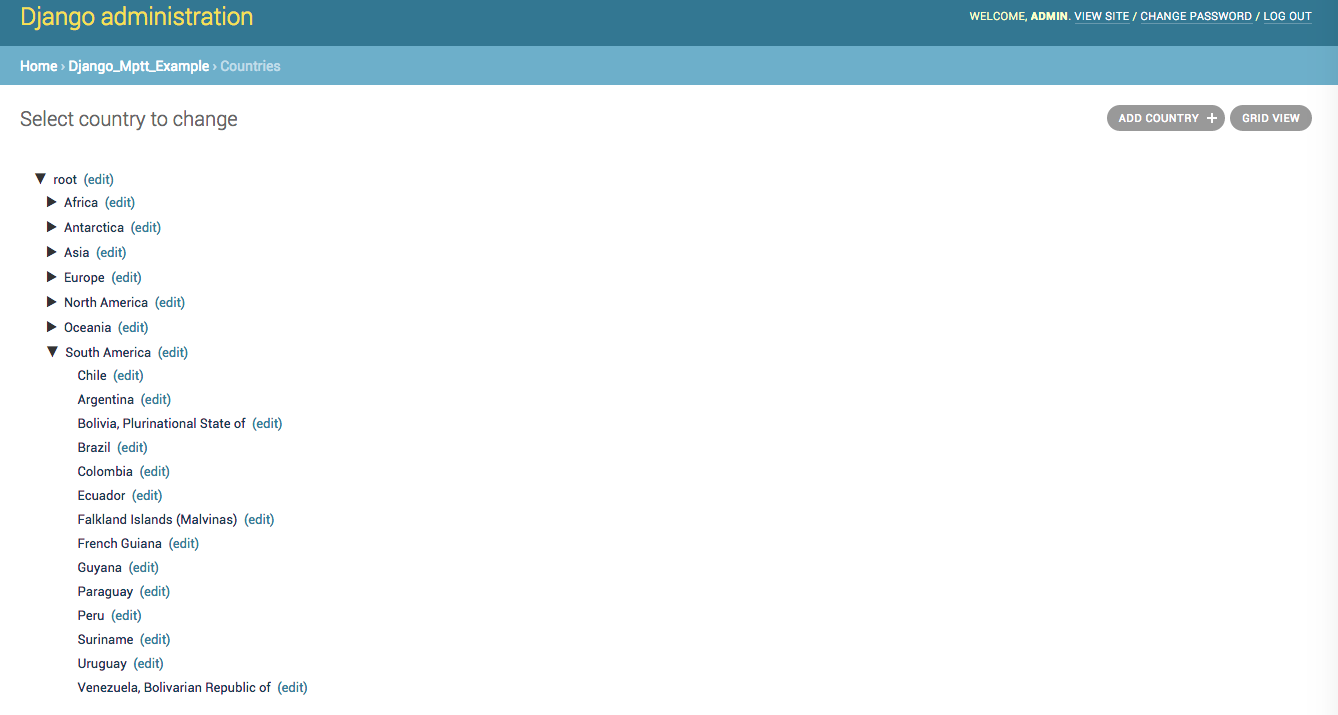 Django administration
WELCOME, ADMIN. VIEW SITE / CHANGE PASSWORD / LOG OUT
Home › Django_Mptt_Example › Countries
Select country to change
ADD COUNTRY +
GRID VIEW
root (edit)
Africa (edit)
Antarctica (edit)
Asia (edit)
Europe (edit)
North America (edit)
Oceania (edit)
South America (edit)
Chile (edit)
Argentina (edit)
Bolivia, Plurinational State of (edit)
Brazil (edit)
Colombia (edit)
Ecuador (edit)
Falkland Islands (Malvinas) (edit)
French Guiana (edit)
Guyana (edit)
Paraguay (edit)
Peru (edit)
Suriname (edit)
Uruguay (edit)
Venezuela, Bolivarian Republic of (edit)